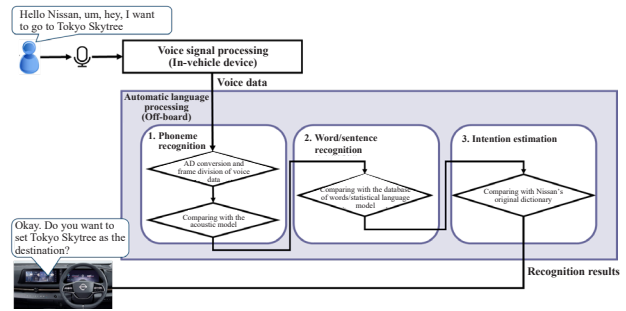 Hello Nissan, um, hey, I want
to go to Tokyo Skytree
Voice signal processing
(In-vehicle device)
Voice data
Automatic language
processing
(Off-board)
1. Phoneme
recognition
AD conversion and
frame division of voice
data
Comparing with the
acoustic model
2. Word/sentence
recognition
Comparing with the database
of words/statistical language
model
3. Intention estimation
Comparing with Nissan's
original dictionary
Okay. Do you want to
set Tokyo Skytree as the
destination?
Recognition results